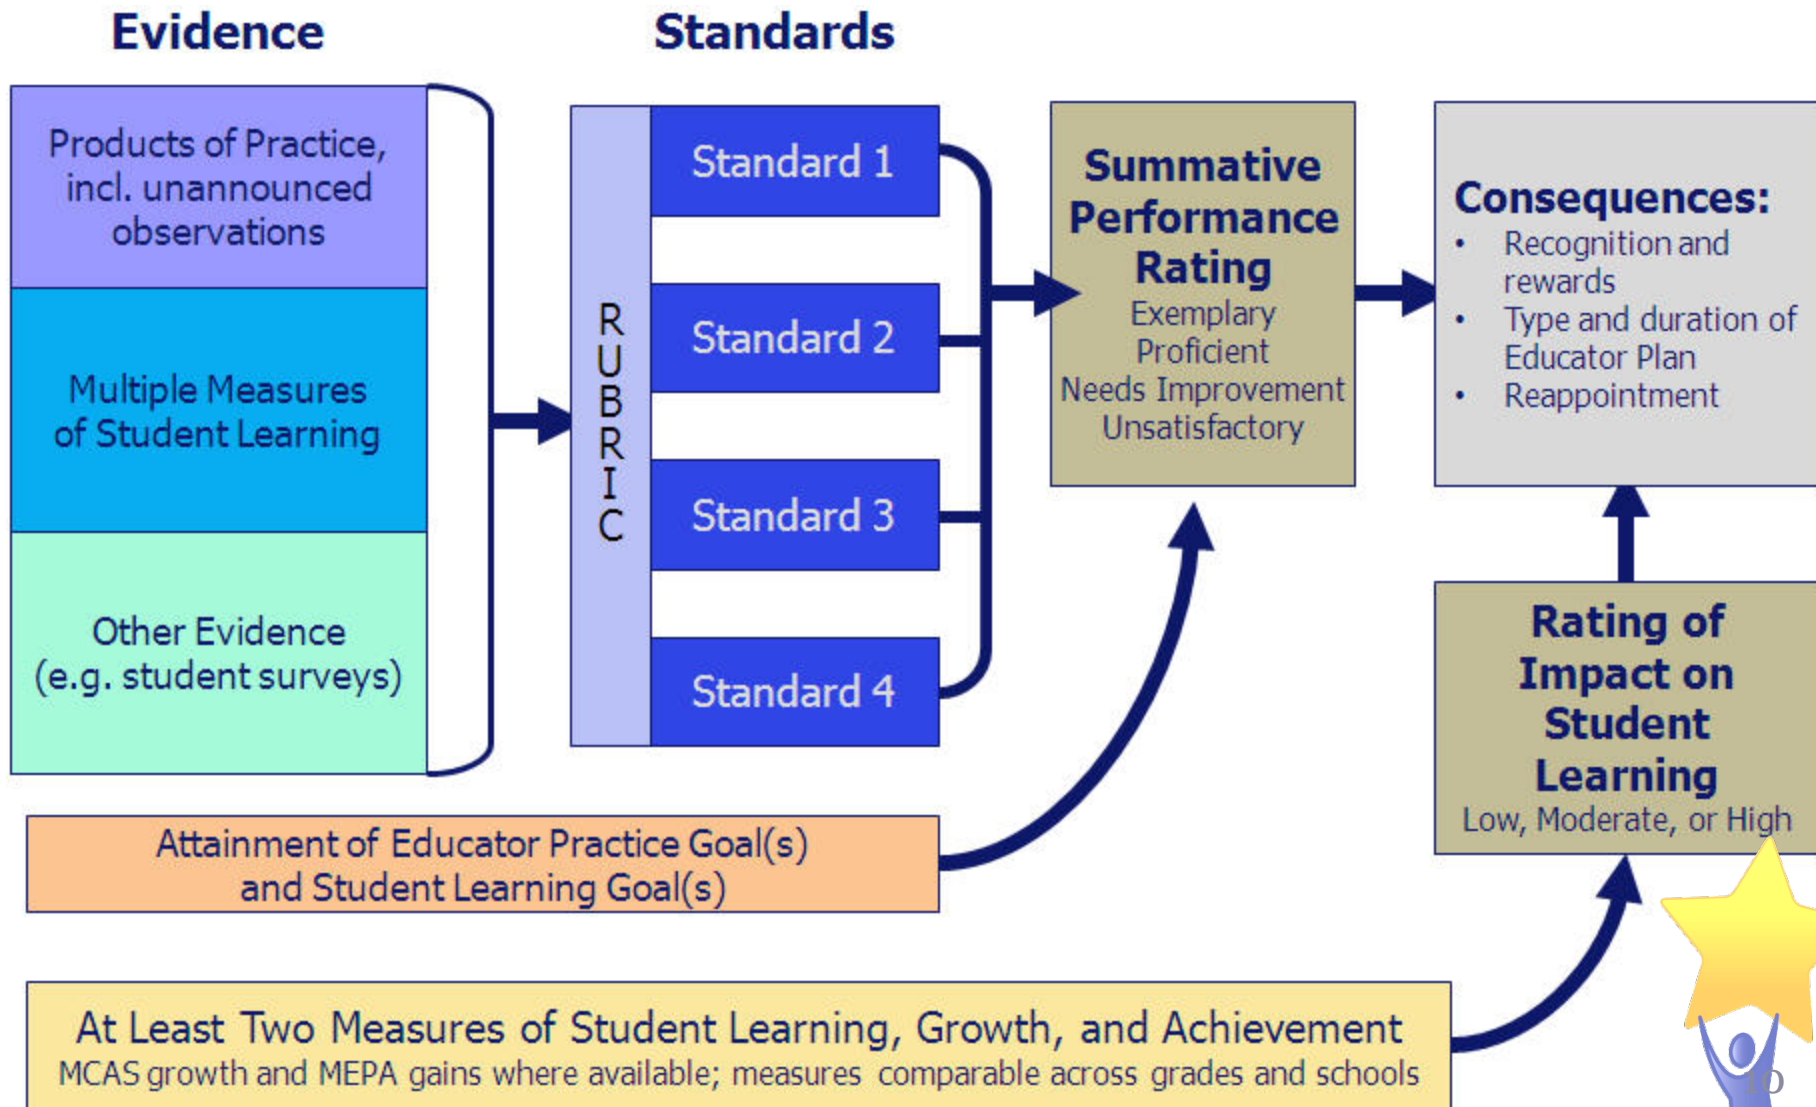 Evidence
Standards
Products of Practice,
incl. unannounced
observations
Multiple Measures
of Student Learning
Other Evidence
(e.g. student surveys)
R
U
B
R
I
C
Standard 1
Standard 2
Standard 3
Standard 4
Summative
Performance
Rating
Exemplary
Proficient
Needs Improvement
Unsatisfactory
Consequences:
• Recognition and
rewards
• Type and duration of
Educator Plan
• Reappointment
Rating of
Impact on
Student
Learning
Low, Moderate, or High
Attainment of Educator Practice Goal(s)
and Student Learning Goal(s)
At Least Two Measures of Student Learning, Growth, and Achievement
MCAS growth and MEPA gains where available; measures comparable across grades and schools
10